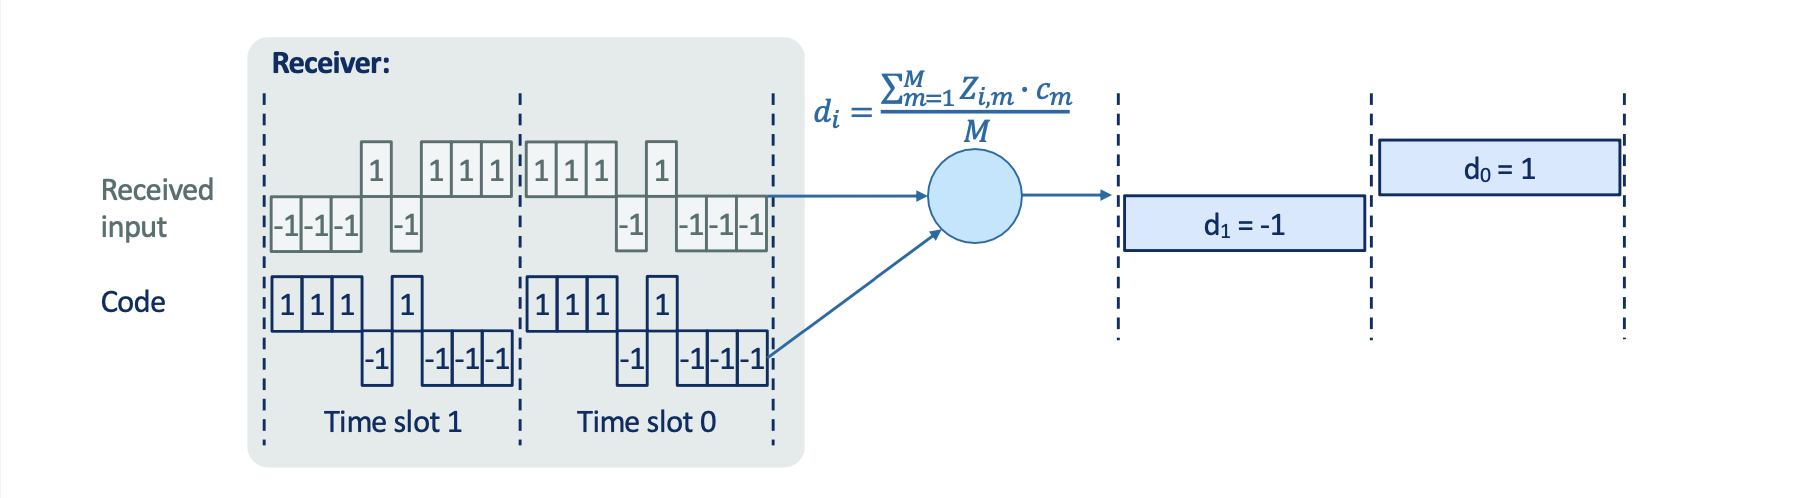 Receiver:
d_i = \frac{\sum_{m=1}^{M} Z_{i,m} \cdot c_m}{M}
1 1 1 1 1 1 1 1
d₀ = 1
Received
input
-1 -1 -1 -1 -1 -1 -1 -1
d₁ = -1
Code
1 1 1 1 1 1 1 1
-1 -1 -1 -1 -1 -1 -1 -1
Time slot 1 Time slot 0